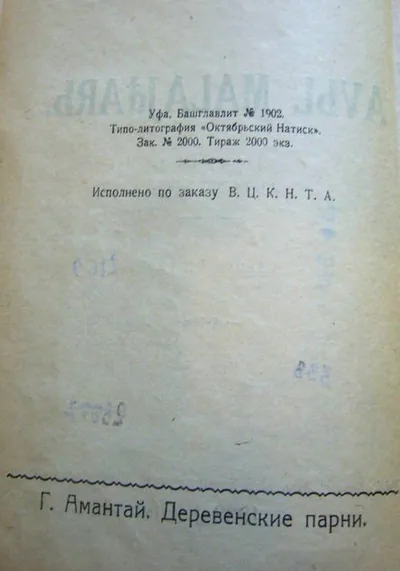 Уфа, Башглавлит № 1902.
Типо-литография «Октябрьский Натиск».
Зак. № 2000. Тираж 2000 экз.
Исполнено по заказу В. Ц. К. Н. Т. А.
Г. Амантай. Деревенские парни.